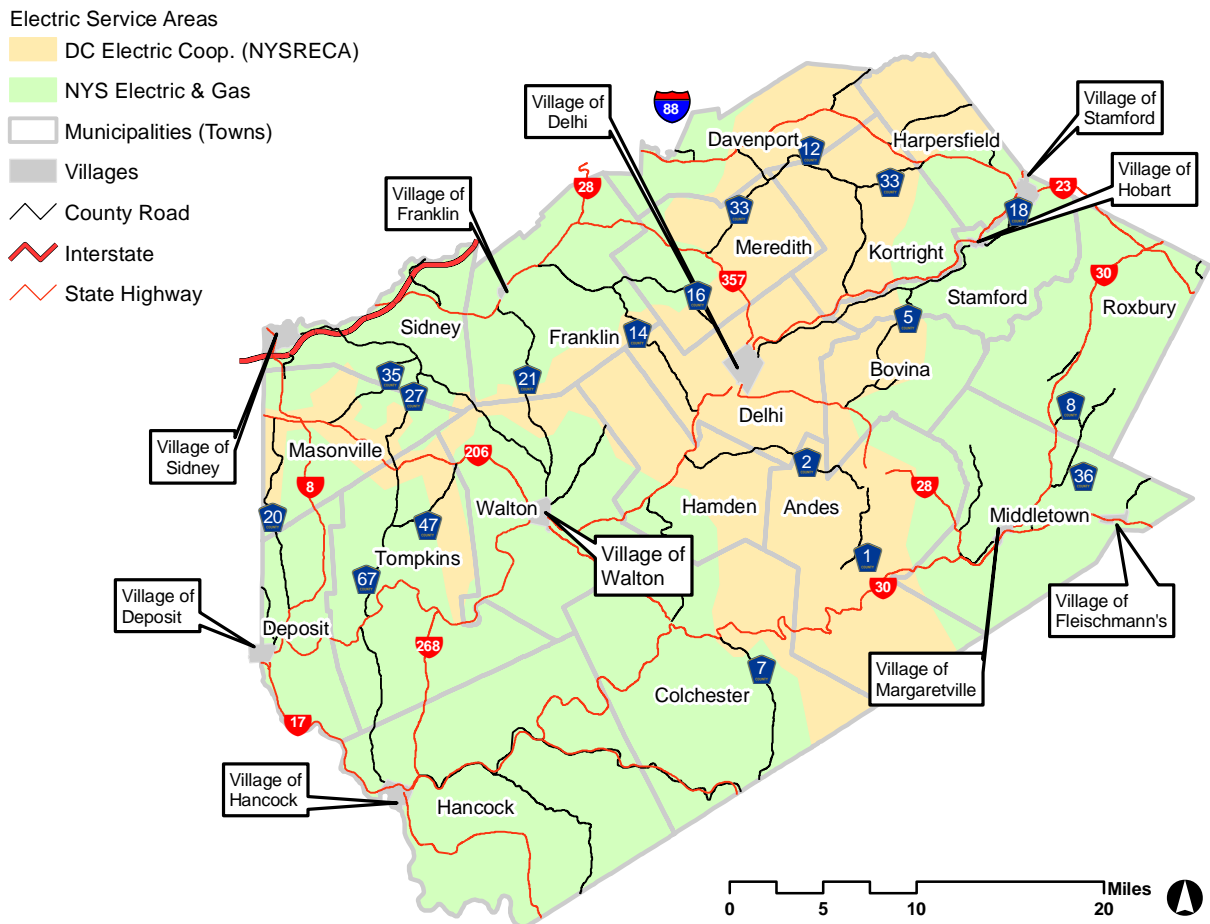 Electric Service Areas
DC Electric Coop. (NYSRECA)
NYS Electric & Gas
Municipalities (Towns)
Villages
County Road
Interstate
State Highway
88
Village of
Delhi
Village of
Stamford
Village of
Hobart
Village of
Franklin
Davenport
Harpersfield
12
33
28
33
23
18
Meredith
Kortright
357
30
16
Stamford
Roxbury
Sidney
5
14
Franklin
Bovina
35
21
27
8
Delhi
Village of
Sidney
Masonville
206
2
36
8
28
20
47
Walton
Hamden
Andes
Middletown
Tompkins
Village of
Walton
1
67
30
Village of
Deposit
Village of
Fleischmann's
Deposit
268
7
Village of
Margaretville
Colchester
17
Village of
Hancock
Hancock
Miles
0
5
10
20